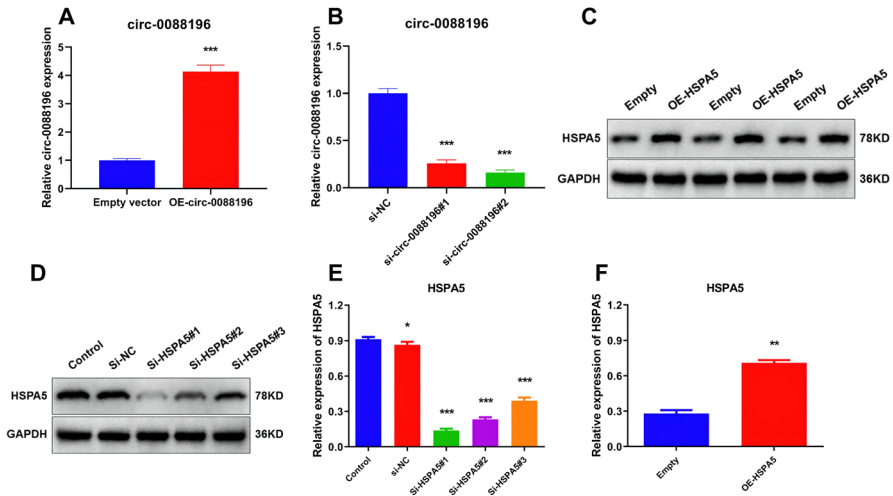 A
circ-0088196
Relative circ-0088196 expression
5
4
3
2
1
0
***
Empty vector
OE-circ-0088196
B
circ-0088196
Relative circ-0088196 expression
1.5
1.0
0.5
0.0
***
***
si-NC
si-circ-0088196#1
si-circ-0088196#2
C
Empty
OE-HSPA5
Empty
OE-HSPA5
Empty
OE-HSPA5
HSPA5
78KD
GAPDH
36KD
D
Control
Si-NC
Si-HSPA5#1
Si-HSPA5#2
Si-HSPA5#3
HSPA5
78KD
GAPDH
36KD
E
HSPA5
Relative expression of HSPA5
1.2
0.9
0.6
0.3
0.0
*
***
***
***
Control
si-NC
Si-HSPA5#1
Si-HSPA5#2
Si-HSPA5#3
F
HSPA5
Relative expression of HSPA5
1.2
0.9
0.6
0.3
0.0
**
Empty
OE-HSPA5